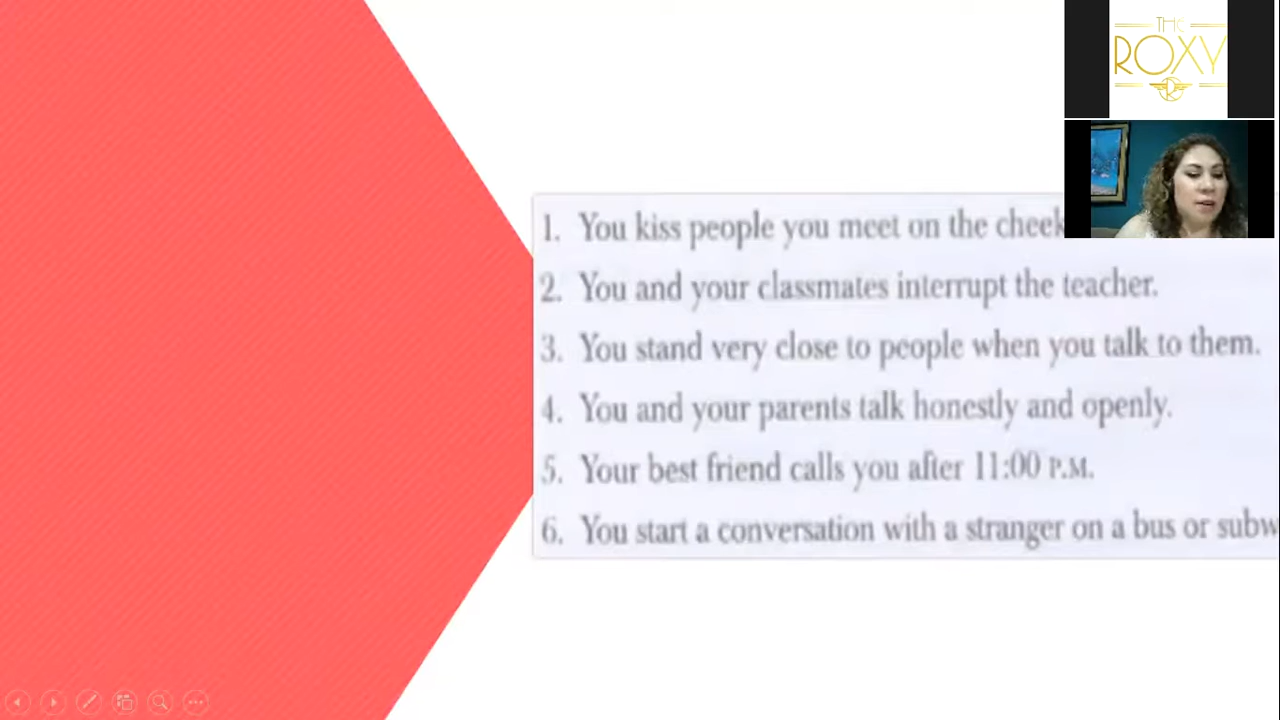 THE
ROXY
R
1. You kiss people you meet on the cheek
2. You and your classmates interrupt the teacher.
3. You stand very close to people when you talk to them.
4. You and your parents talk honestly and openly.
5. Your best friend calls you after 11:00 P.M.
6. You start a conversation with a stranger on a bus or